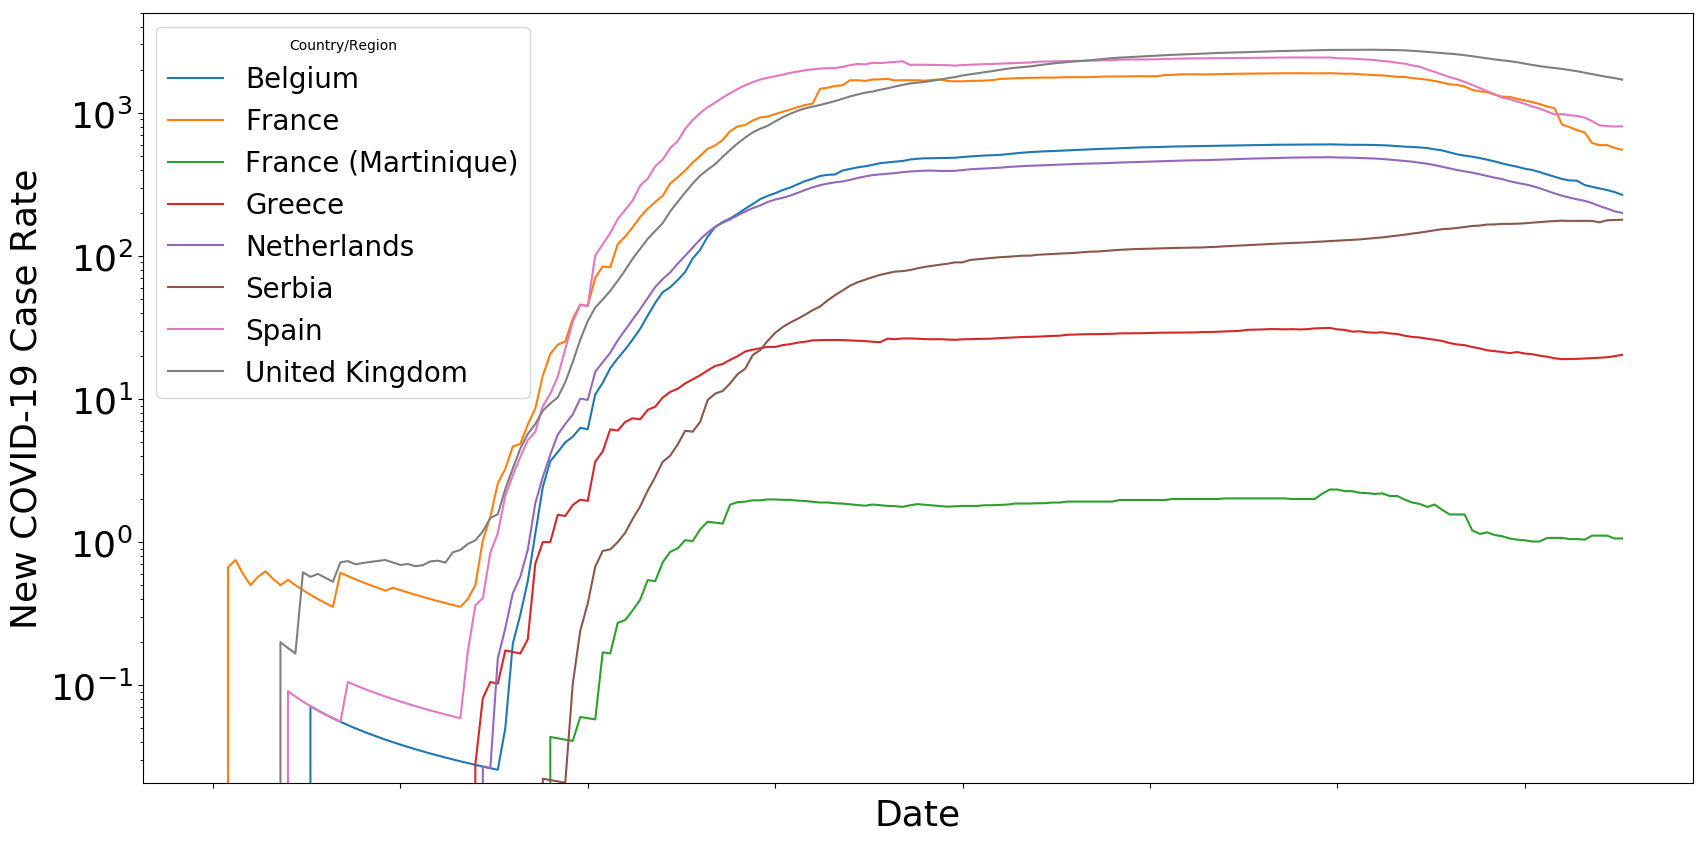 New COVID-19 Case Rate
10³
10²
10¹
10⁰
10⁻¹
Country/Region
Belgium
France
France (Martinique)
Greece
Netherlands
Serbia
Spain
United Kingdom
Date